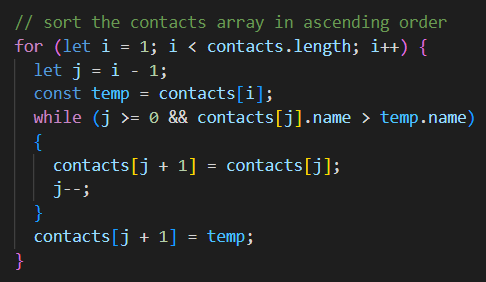 // sort the contacts array in ascending order
for (let i = 1; i < contacts.length; i++) {
let j = i - 1;
const temp = contacts[i];
while (j >= 0 && contacts[j].name > temp.name)
{
contacts[j + 1] = contacts[j];
j--;
}
contacts[j + 1] = temp;
}